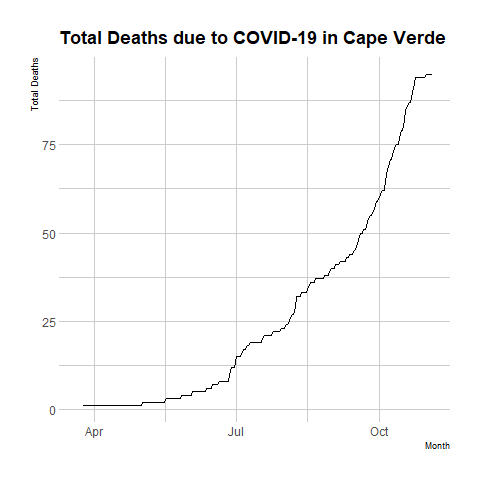 Total Deaths due to COVID-19 in Cape Verde
Total Deaths
75
50
25
0
Apr
Jul
Oct
Month